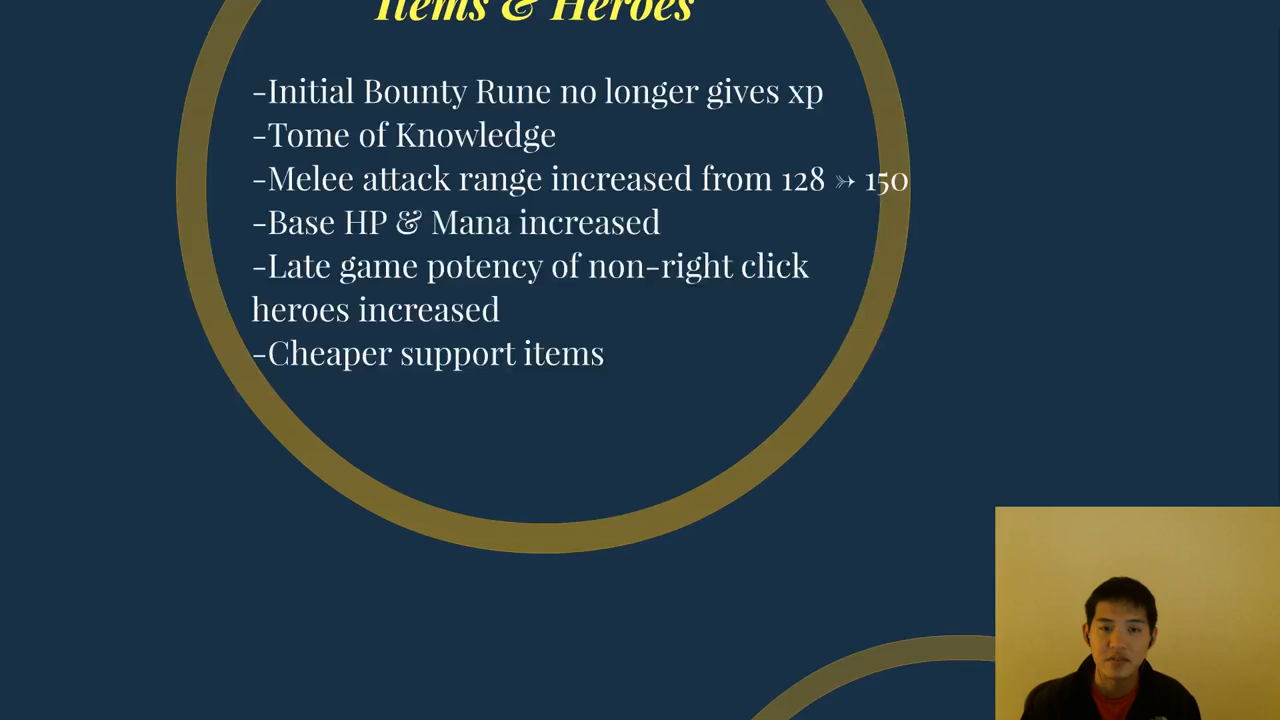 Items & Heroes
-Initial Bounty Rune no longer gives xp
-Tome of Knowledge
-Melee attack range increased from 128 ➳ 150
-Base HP & Mana increased
-Late game potency of non-right click
heroes increased
-Cheaper support items